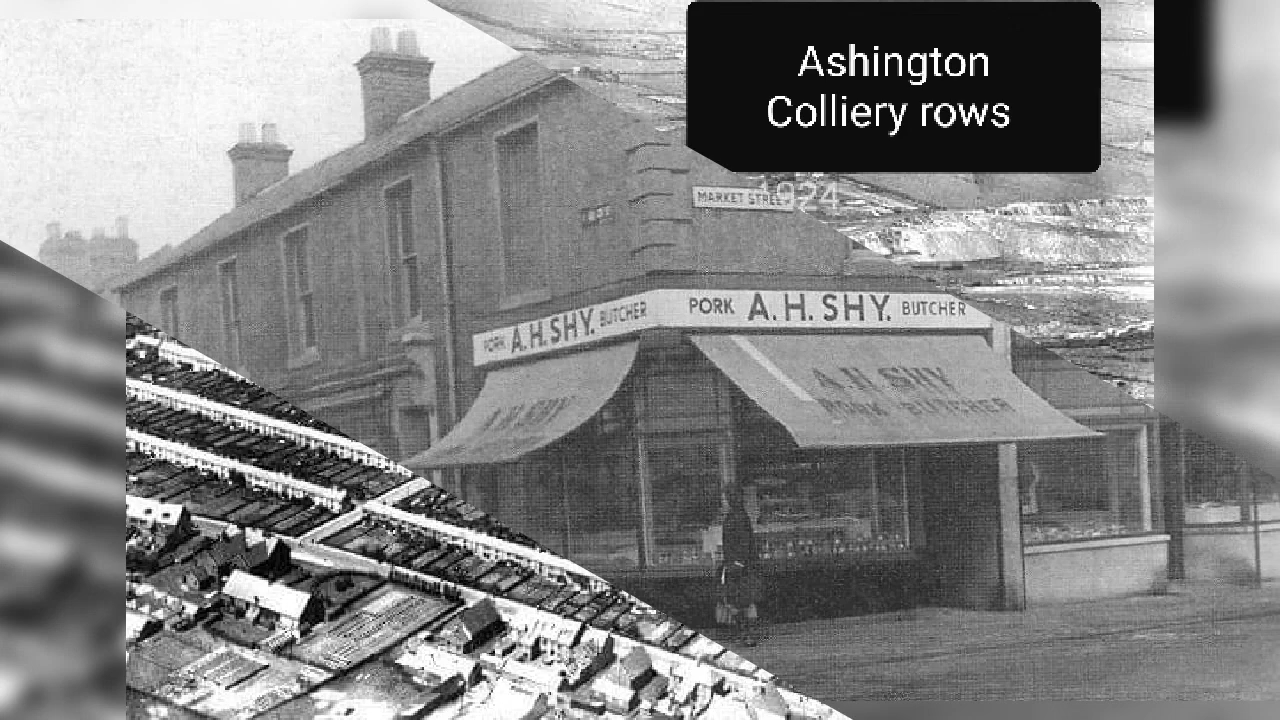 Ashington
Colliery rows
1924
MARKET STREET
PORK A.H.SHY. BUTCHER
PORK A.H.SHY. BUTCHER
A.H.SHY
PORK BUTCHER